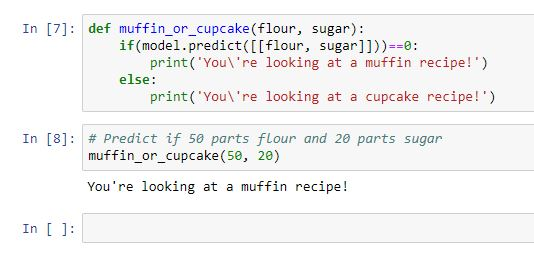 In [7]: def muffin_or_cupcake(flour, sugar):
    if(model.predict([[flour, sugar]]))==0:
        print('You\'re looking at a muffin recipe!')
    else:
        print('You\'re looking at a cupcake recipe!')
In [8]: # Predict if 50 parts flour and 20 parts sugar
muffin_or_cupcake(50, 20)
You're looking at a muffin recipe!
In [ ]: